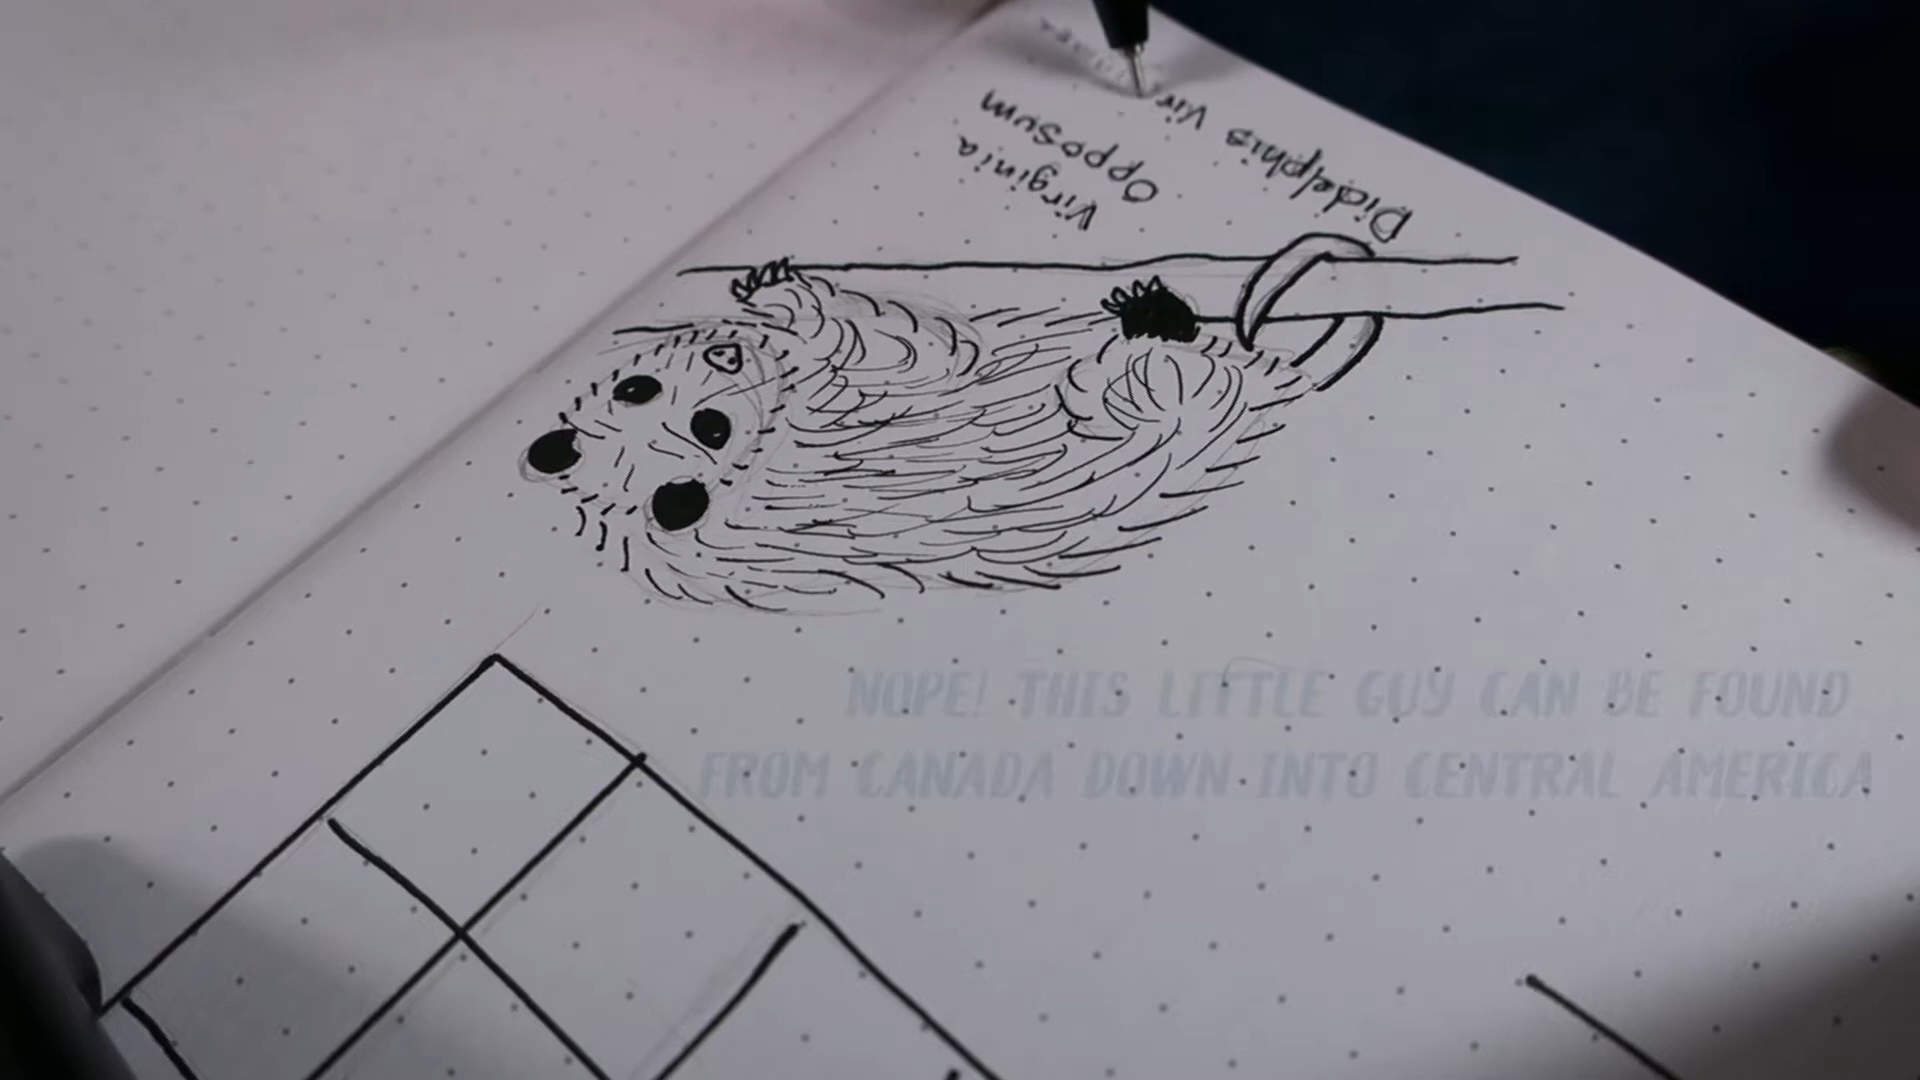 Virginia
Opposum
Didelphis Vir
NOPE! THIS LITTLE GUY CAN BE FOUND
FROM CANADA DOWN INTO CENTRAL AMERICA